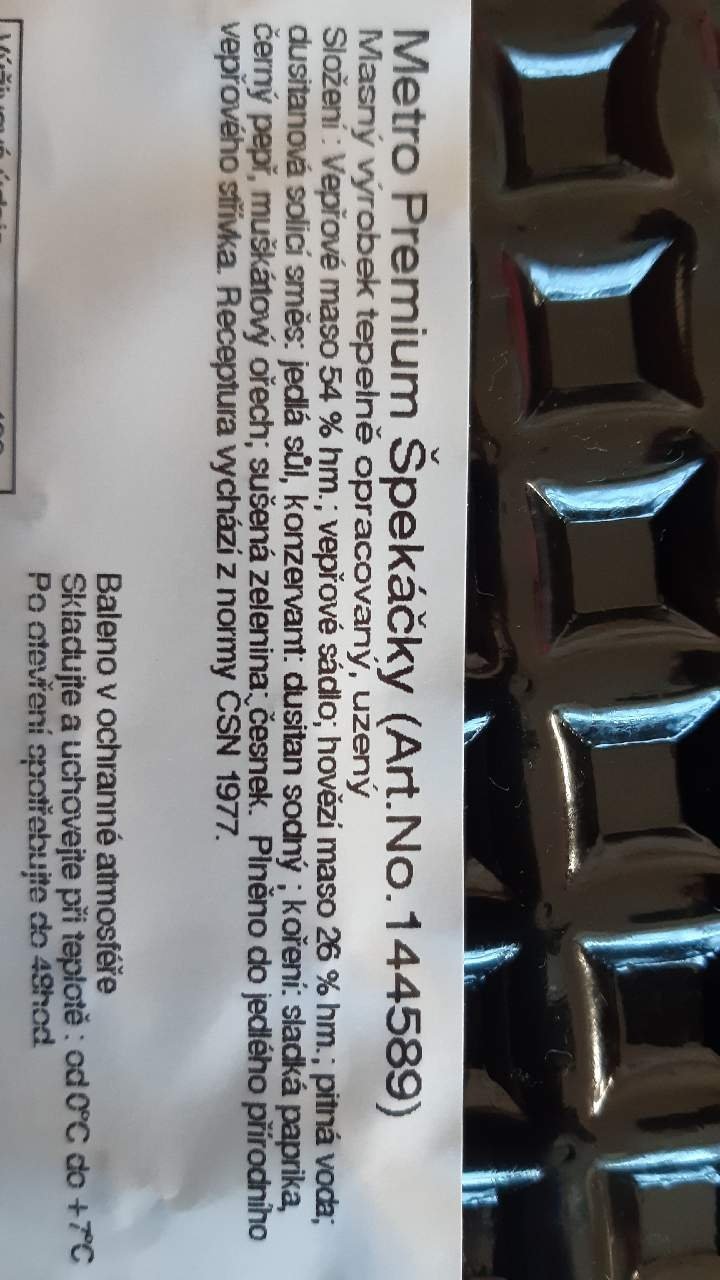 Metro Premium Špekáčky (Art.No.144589)
Masný výrobek tepelně opracovaný, uzený
Složení : Vepřové maso 54 % hm.; vepřové sádlo; hovězí maso 26 % hm.; pitná voda;
dusitanová solicí směs: jedlá sůl, konzervant: dusitan sodný ; koření: sladká paprika,
černý pepř, muškátový ořech; sušená zelenina: česnek. Plněno do jedlého přírodního
vepřového střívka. Receptura vychází z normy ČSN 1977.
Baleno v ochranné atmosféře
Skladujte a uchovejte při teplotě : od 0°C do +7°C
Po otevření spotřebujte do 48hod